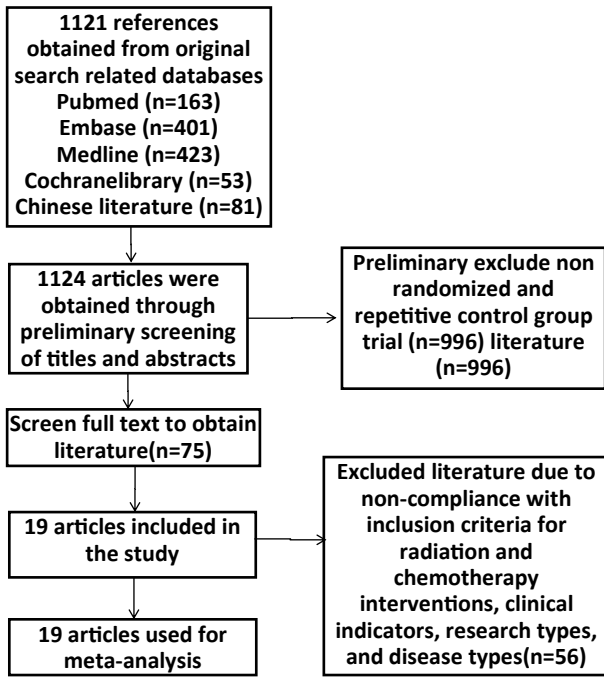 1121 references
obtained from original
search related databases
Pubmed (n=163)
Embase (n=401)
Medline (n=423)
Cochranelibrary (n=53)
Chinese literature (n=81)
1124 articles were
obtained through
preliminary screening
of titles and abstracts
Preliminary exclude non
randomized and
repetitive control group
trial (n=996) literature
(n=996)
Screen full text to obtain
literature(n=75)
Excluded literature due to
non-compliance with
inclusion criteria for
radiation and
chemotherapy
interventions, clinical
indicators, research types,
and disease types(n=56)
19 articles included in
the study
19 articles used for
meta-analysis